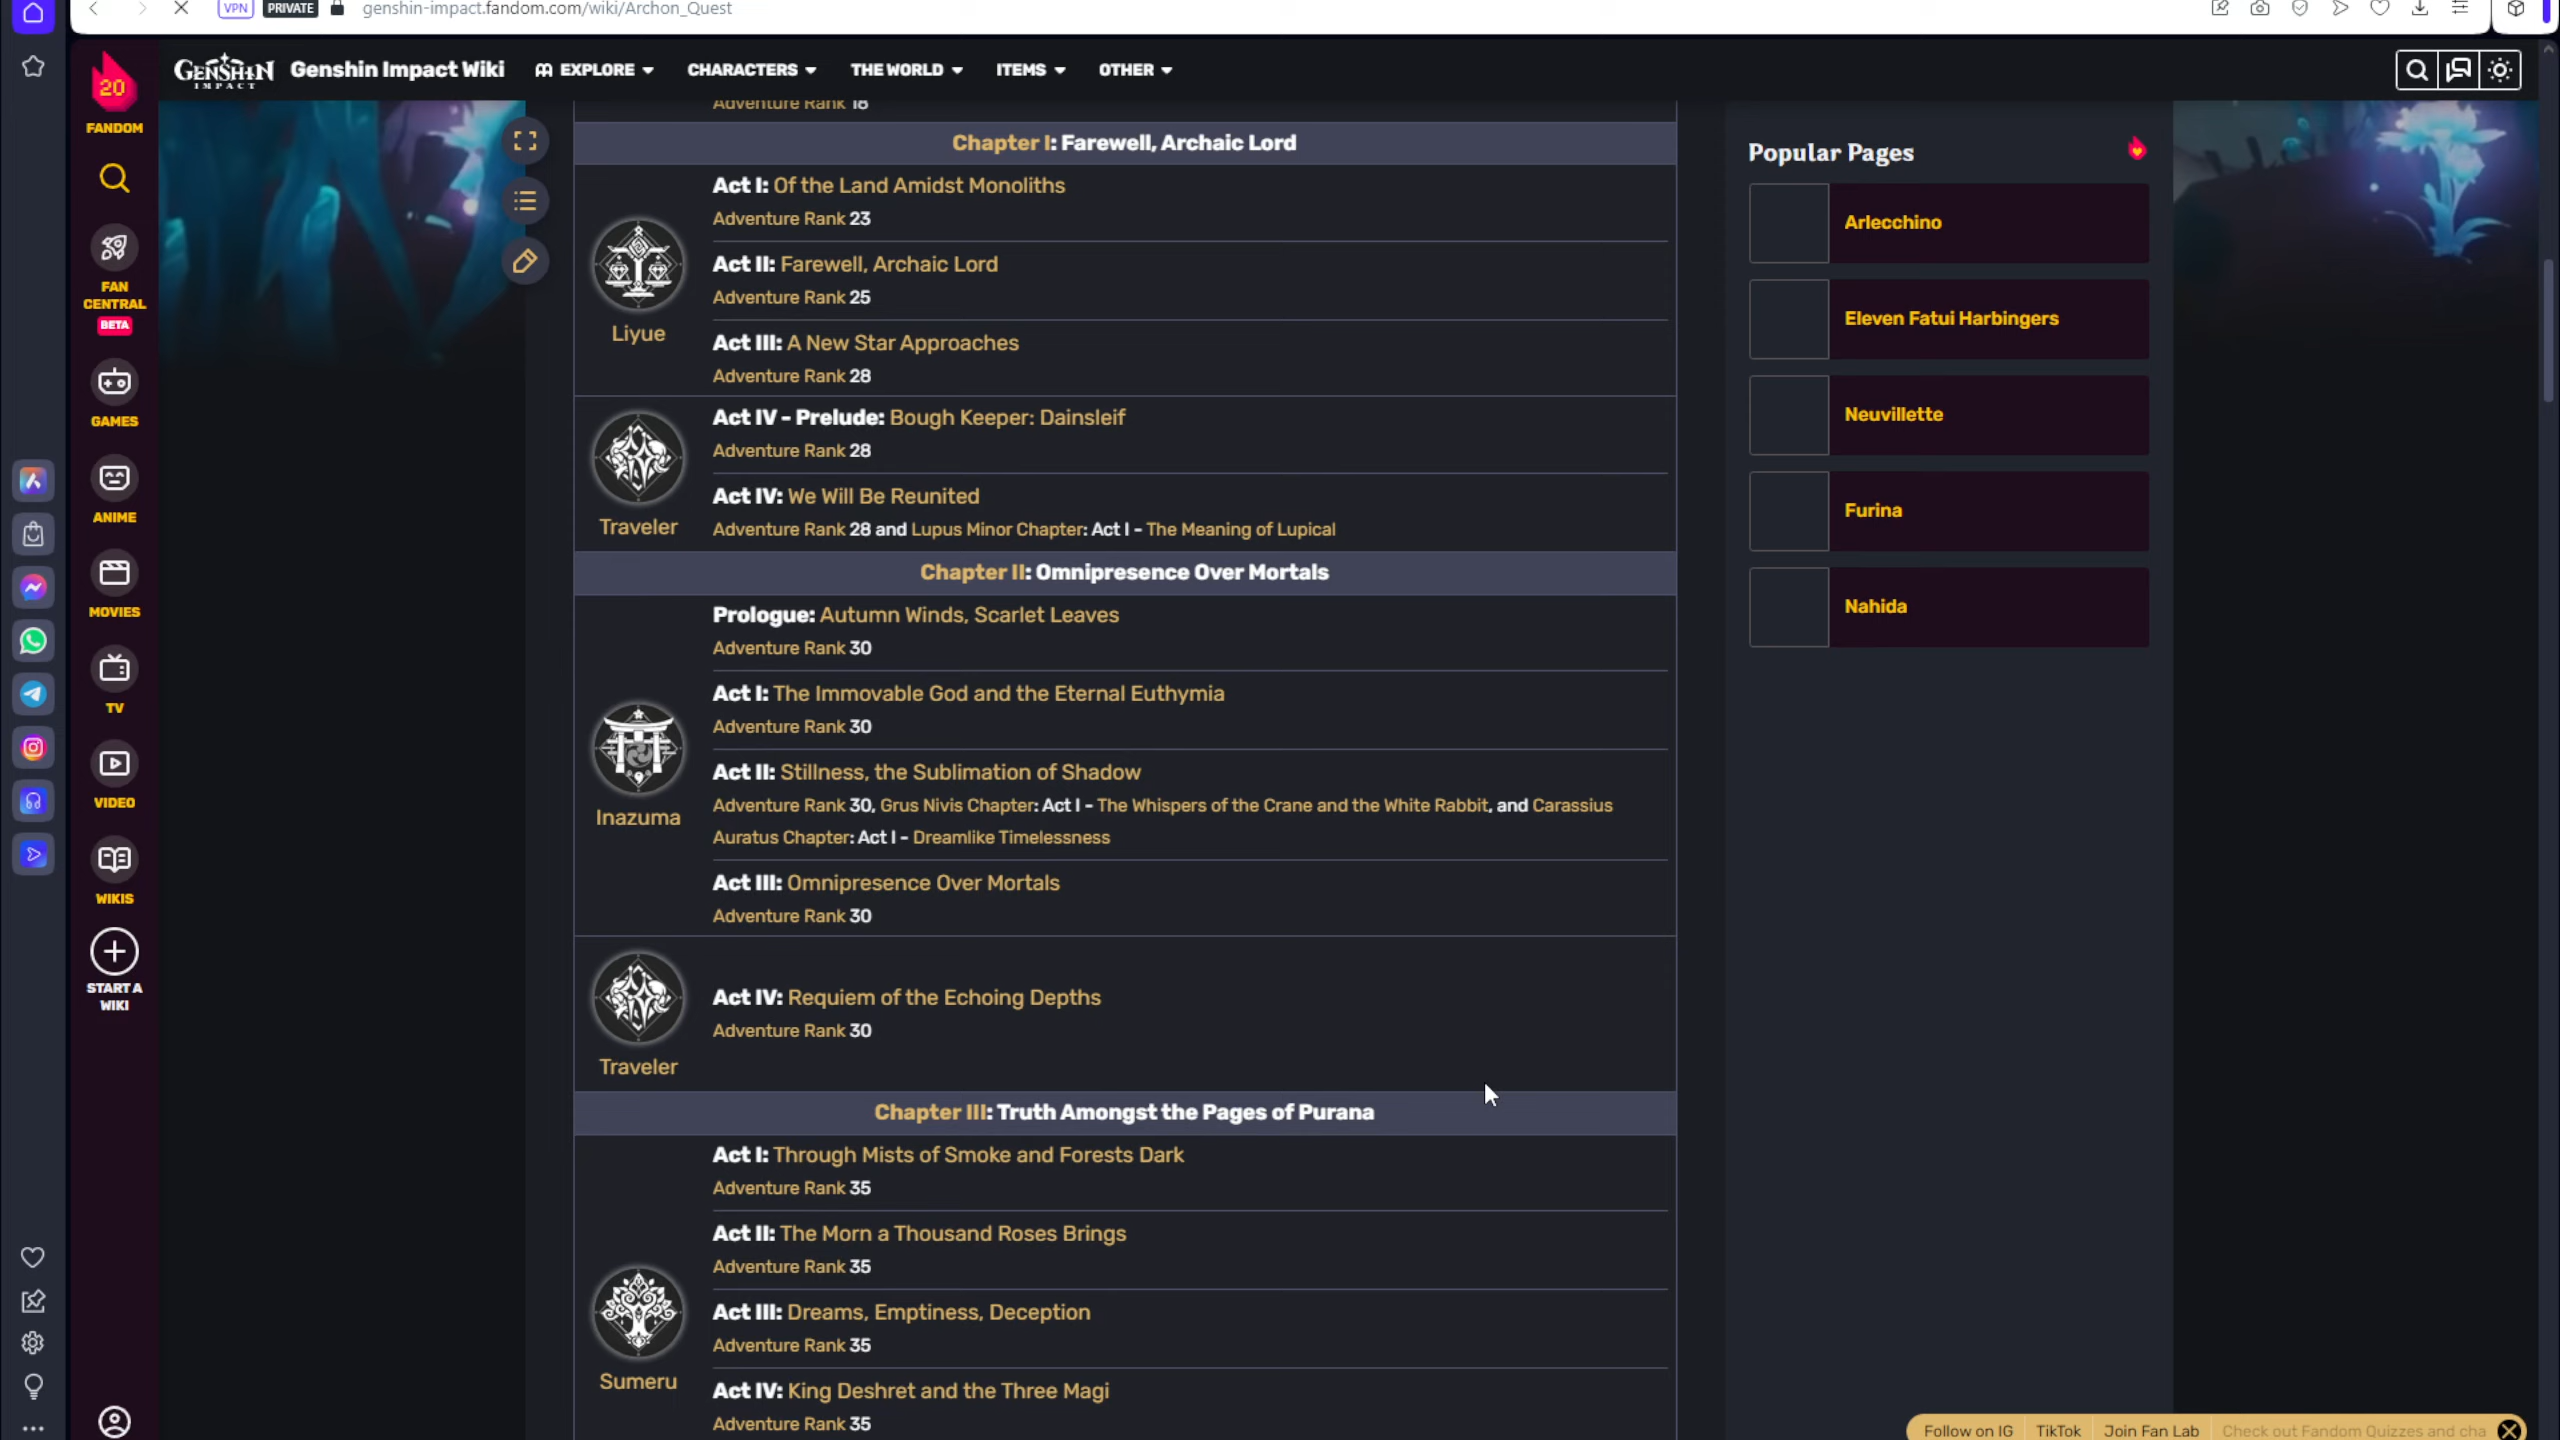 VPN PRIVATE genshin-impact.fandom.com/wiki/Archon_Quest
GENSHIN IMPACT
Genshin Impact Wiki EXPLORE CHARACTERS THE WORLD ITEMS OTHER
20
FANDOM
FAN CENTRAL
BETA
GAMES
ANIME
MOVIES
TV
VIDEO
WIKIS
START A
WIKI
Adventure Rank 18
Chapter I: Farewell, Archaic Lord
Liyue
Act I: Of the Land Amidst Monoliths
Adventure Rank 23
Act II: Farewell, Archaic Lord
Adventure Rank 25
Act III: A New Star Approaches
Adventure Rank 28
Traveler
Act IV - Prelude: Bough Keeper: Dainsleif
Adventure Rank 28
Act IV: We Will Be Reunited
Adventure Rank 28 and Lupus Minor Chapter: Act I - The Meaning of Lupical
Chapter II: Omnipresence Over Mortals
Inazuma
Prologue: Autumn Winds, Scarlet Leaves
Adventure Rank 30
Act I: The Immovable God and the Eternal Euthymia
Adventure Rank 30
Act II: Stillness, the Sublimation of Shadow
Adventure Rank 30, Grus Nivis Chapter: Act I - The Whispers of the Crane and the White Rabbit, and Carassius
Auratus Chapter: Act I - Dreamlike Timelessness
Act III: Omnipresence Over Mortals
Adventure Rank 30
Traveler
Act IV: Requiem of the Echoing Depths
Adventure Rank 30
Chapter III: Truth Amongst the Pages of Purana
Sumeru
Act I: Through Mists of Smoke and Forests Dark
Adventure Rank 35
Act II: The Morn a Thousand Roses Brings
Adventure Rank 35
Act III: Dreams, Emptiness, Deception
Adventure Rank 35
Act IV: King Deshret and the Three Magi
Adventure Rank 35
Popular Pages
Arlecchino
Eleven Fatui Harbingers
Neuvillette
Furina
Nahida
Follow on IG TikTok Join Fan Lab Check out Fandom Quizzes and cha